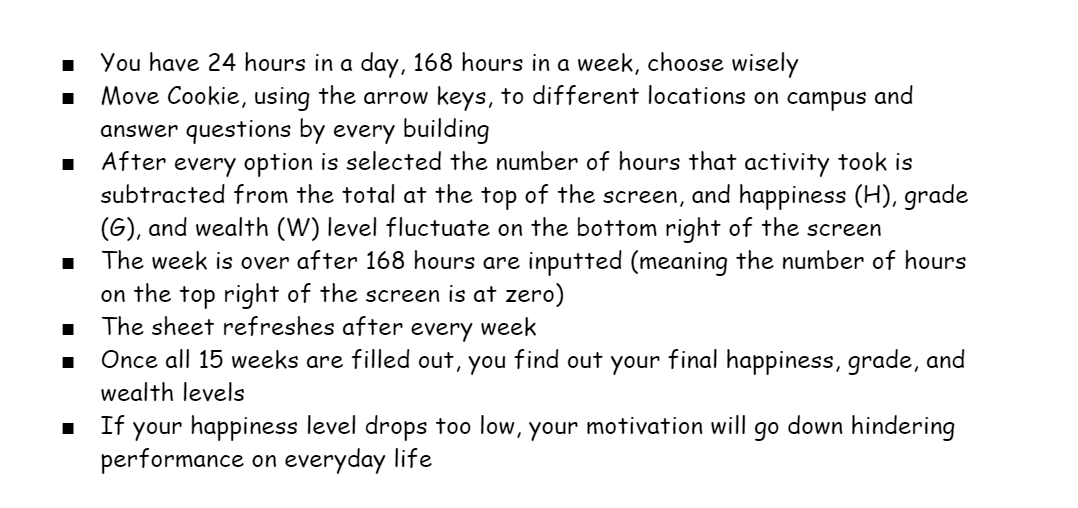 ▪ You have 24 hours in a day, 168 hours in a week, choose wisely
▪ Move Cookie, using the arrow keys, to different locations on campus and
answer questions by every building
▪ After every option is selected the number of hours that activity took is
subtracted from the total at the top of the screen, and happiness (H), grade
(G), and wealth (W) level fluctuate on the bottom right of the screen
▪ The week is over after 168 hours are inputted (meaning the number of hours
on the top right of the screen is at zero)
▪ The sheet refreshes after every week
▪ Once all 15 weeks are filled out, you find out your final happiness, grade, and
wealth levels
▪ If your happiness level drops too low, your motivation will go down hindering
performance on everyday life